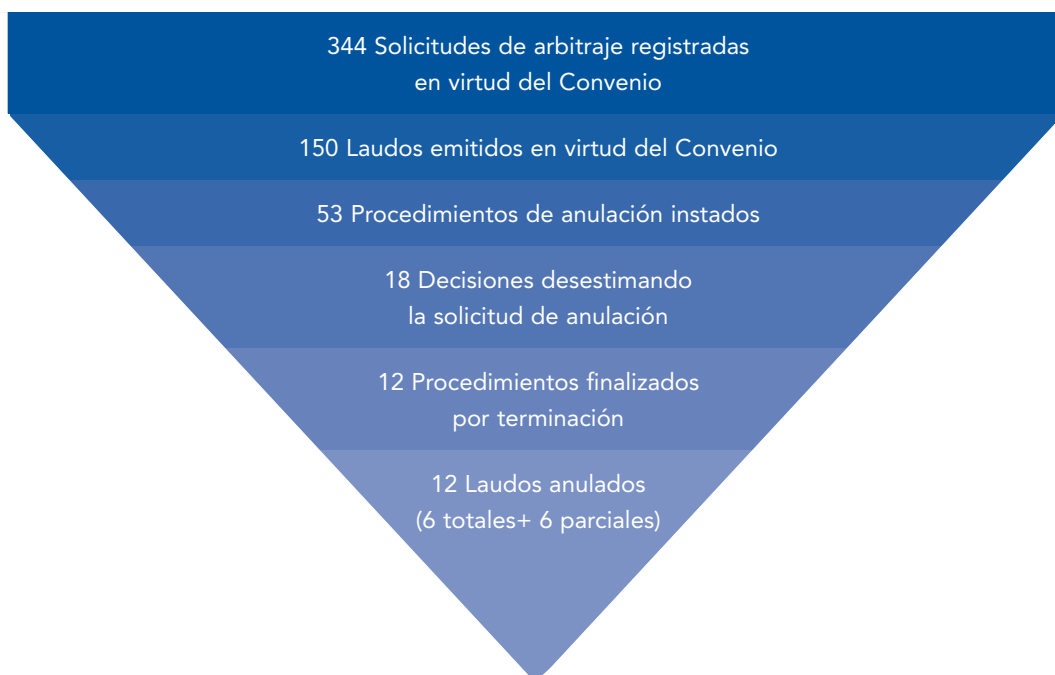 344 Solicitudes de arbitraje registradas
en virtud del Convenio
150 Laudos emitidos en virtud del Convenio
53 Procedimientos de anulación instados
18 Decisiones desestimando
la solicitud de anulación
12 Procedimientos finalizados
por terminación
12 Laudos anulados
(6 totales+ 6 parciales)